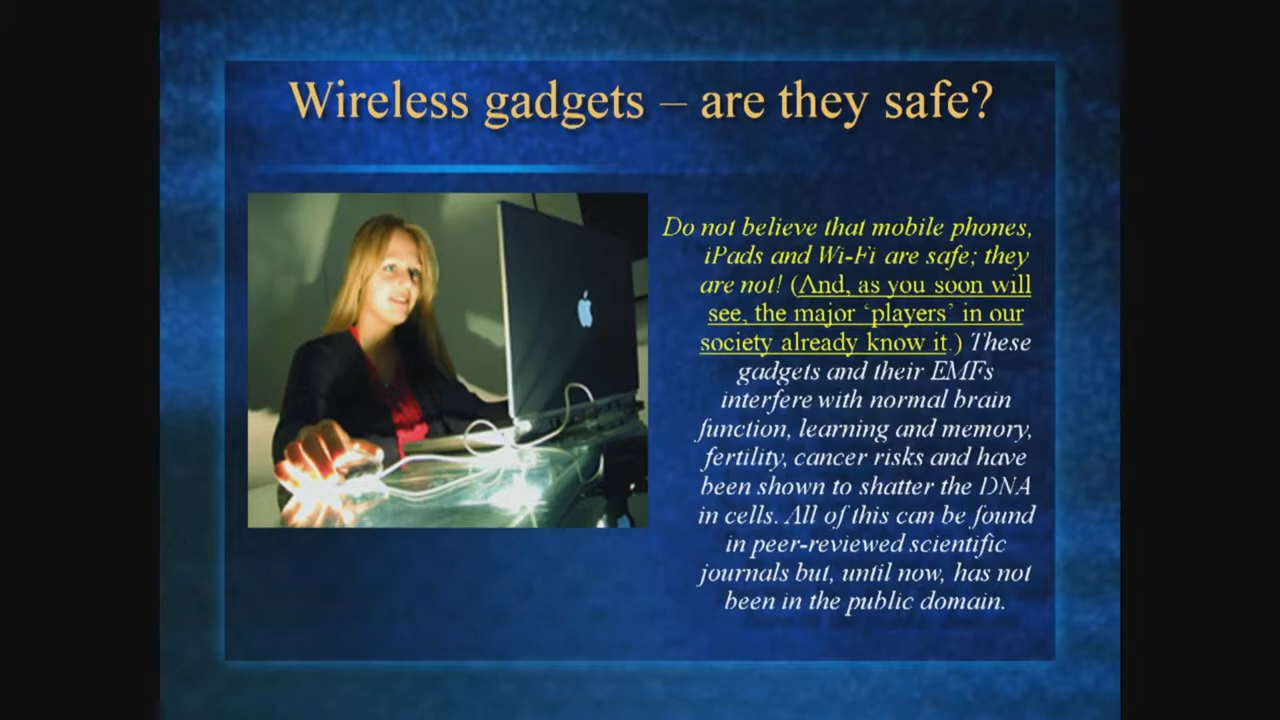 Wireless gadgets – are they safe?
Do not believe that mobile phones,
iPads and Wi-Fi are safe; they
are not! (And, as you soon will
see, the major ‘players’ in our
society already know it.) These
gadgets and their EMFs
interfere with normal brain
function, learning and memory,
fertility, cancer risks and have
been shown to shatter the DNA
in cells. All of this can be found
in peer-reviewed scientific
journals but, until now, has not
been in the public domain.